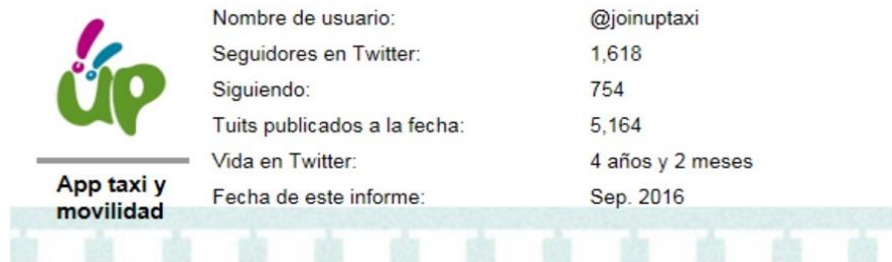 UP
App taxi y
movilidad
Nombre de usuario: @joinuptaxi
Seguidores en Twitter: 1,618
Siguiendo: 754
Tuits publicados a la fecha: 5,164
Vida en Twitter: 4 años y 2 meses
Fecha de este informe: Sep. 2016